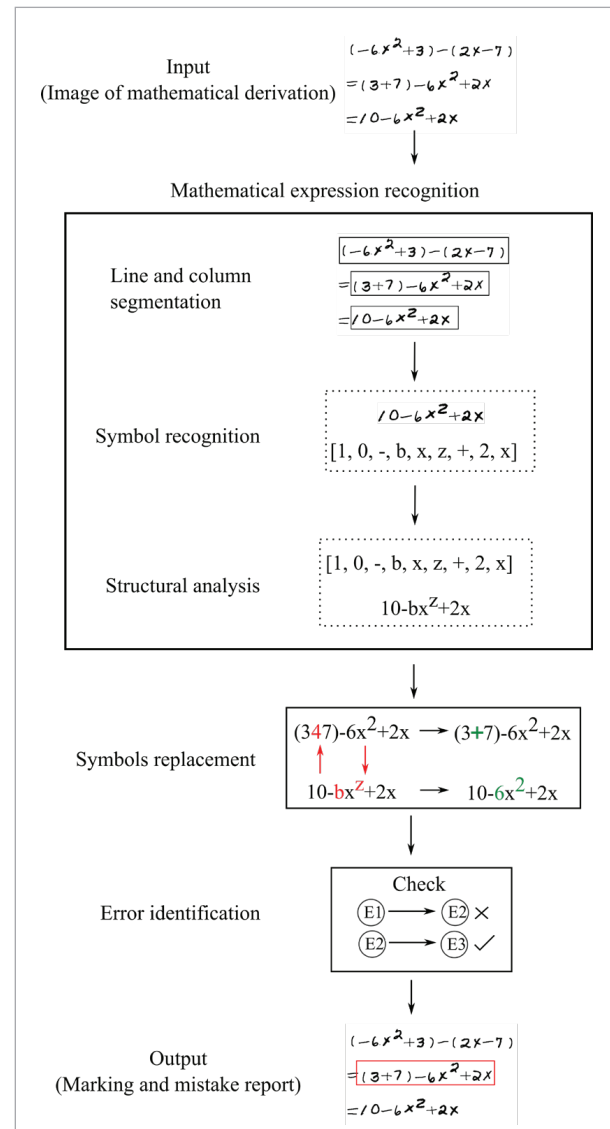 Input
(Image of mathematical derivation)
(-6x²+3)-(2x-7)
=(3+7)-6x²+2x
=10-6x²+2x
Mathematical expression recognition
Line and column
segmentation
(-6x²+3)-(2x-7)
=(3+7)-6x²+2x
=10-6x²+2x
Symbol recognition
10-6x²+2x
[1, 0, -, b, x, z, +, 2, x]
Structural analysis
[1, 0, -, b, x, z, +, 2, x]
10-bxᶻ+2x
Symbols replacement
(347)-6x²+2x → (3+7)-6x²+2x
10-bxᶻ+2x → 10-6x²+2x
Error identification
Check
E1 → E2 ×
E2 → E3 ✓
Output
(Marking and mistake report)
(-6x²+3)-(2x-7)
=(3+7)-6x²+2x
=10-6x²+2x